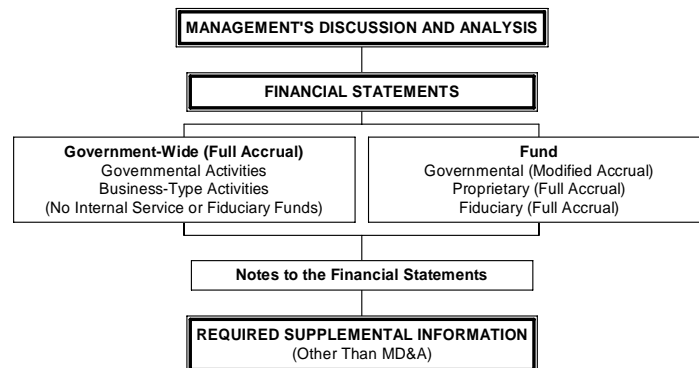 MANAGEMENT'S DISCUSSION AND ANALYSIS
FINANCIAL STATEMENTS
Government-Wide (Full Accrual)
Governmental Activities
Business-Type Activities
(No Internal Service or Fiduciary Funds)
Fund
Governmental (Modified Accrual)
Proprietary (Full Accrual)
Fiduciary (Full Accrual)
Notes to the Financial Statements
REQUIRED SUPPLEMENTAL INFORMATION
(Other Than MD&A)